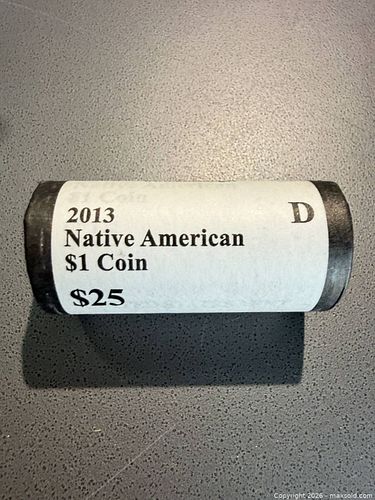 2013
D
Native American
$1 Coin
$25
Copyright 2026 - maxsold.com